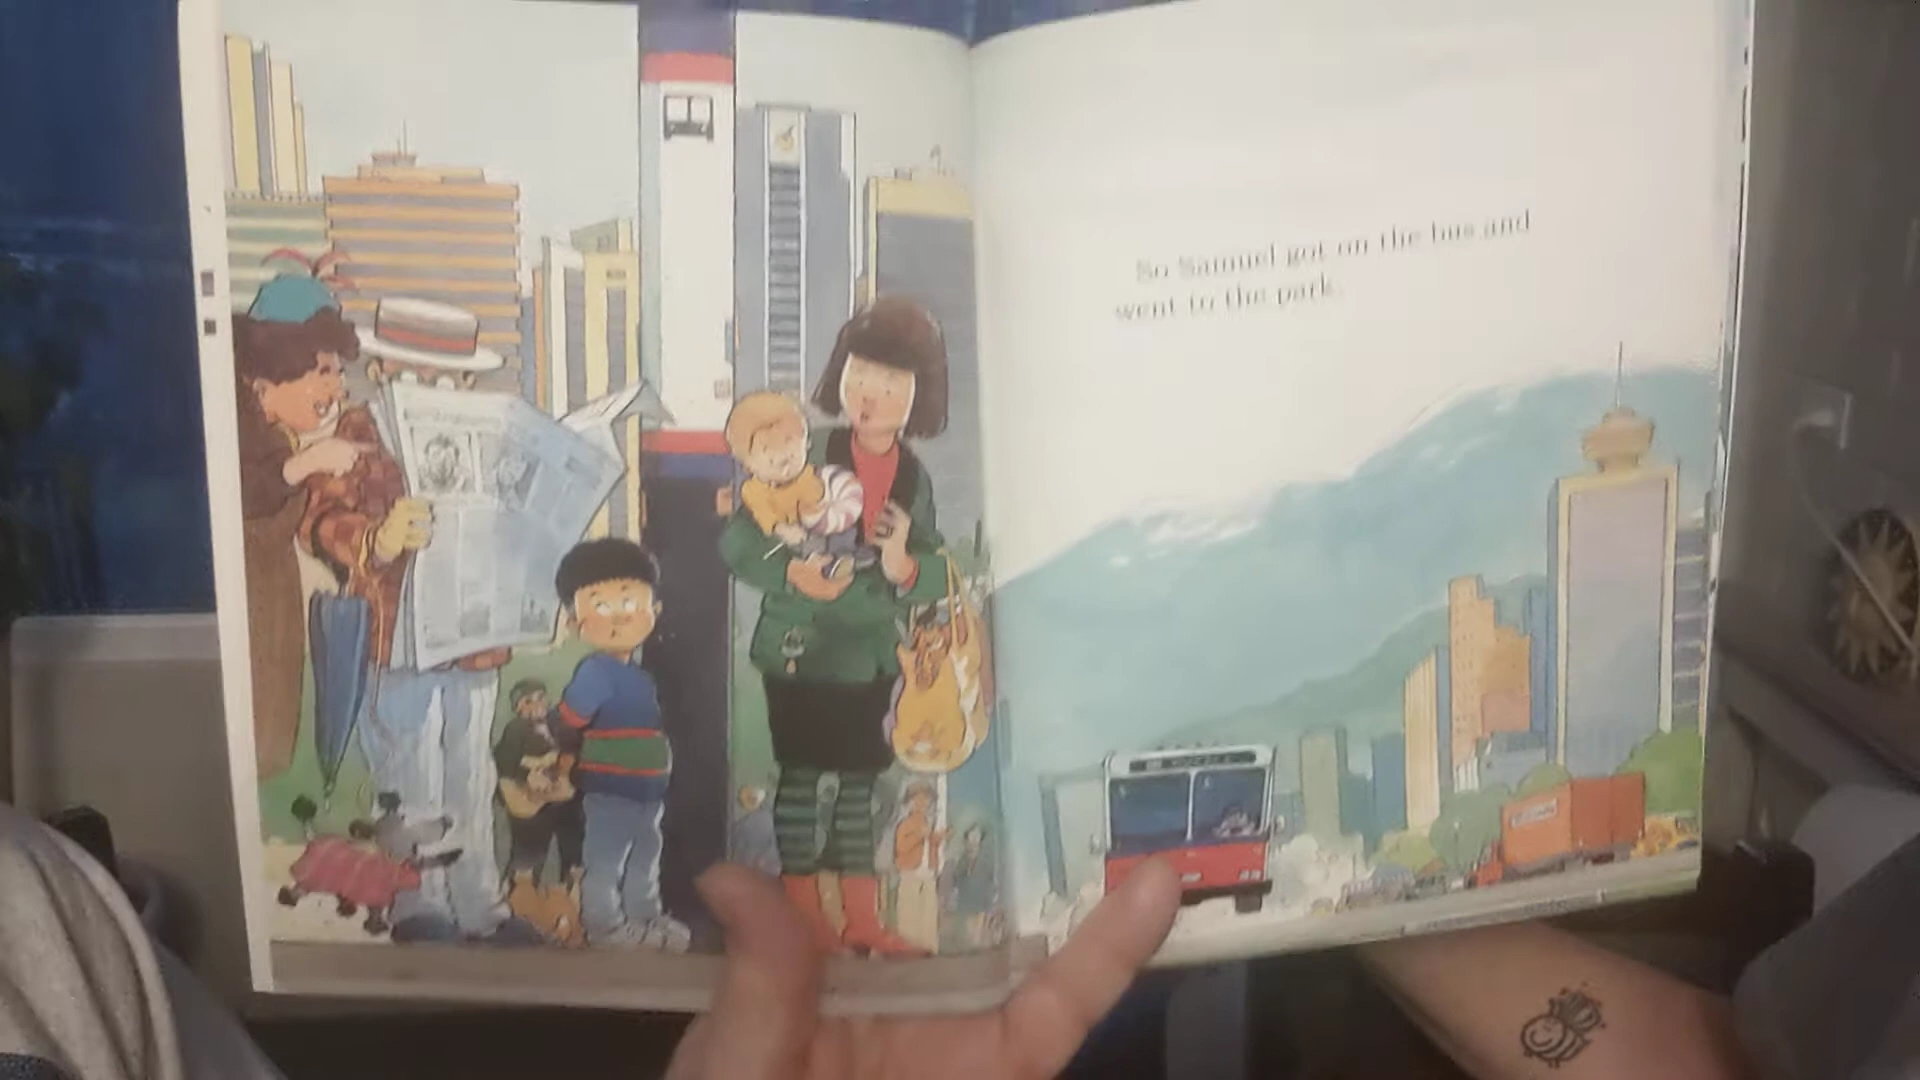 So Samuel got on the bus and
went to the park.